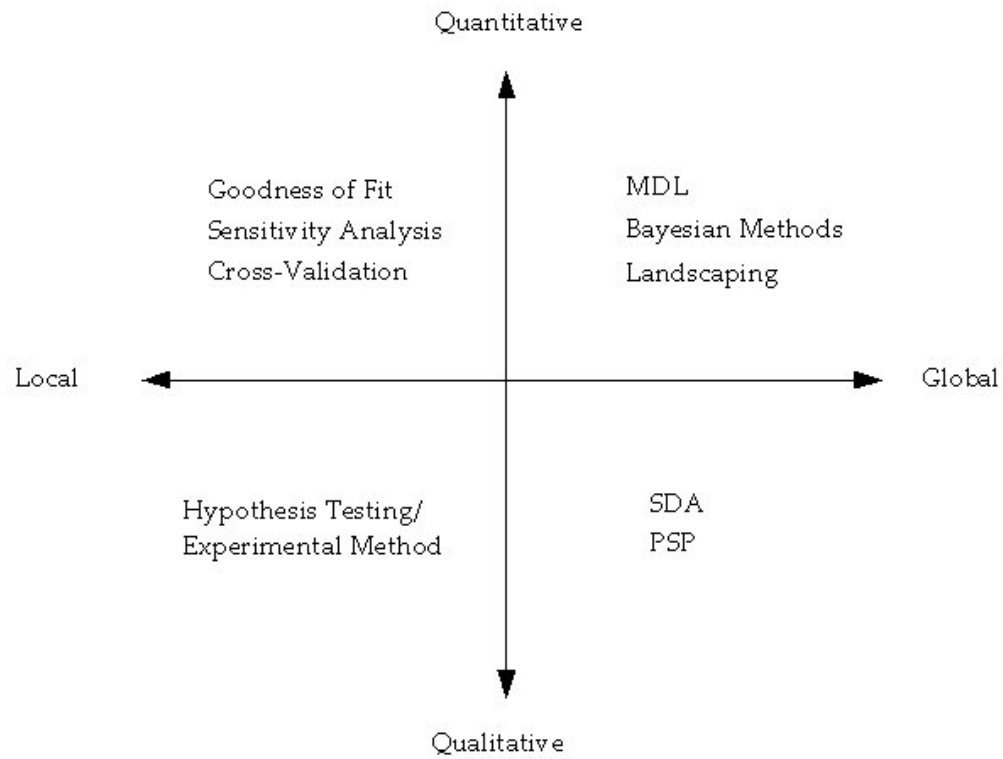 Quantitative
Goodness of Fit
Sensitivity Analysis
Cross-Validation
MDL
Bayesian Methods
Landscaping
Local
Global
Hypothesis Testing/
Experimental Method
SDA
PSP
Qualitative